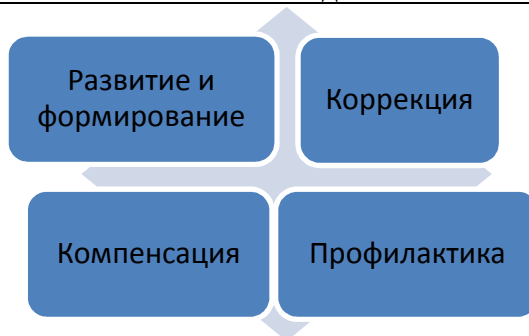 Развитие и
формирование
Коррекция
Компенсация
Профилактика